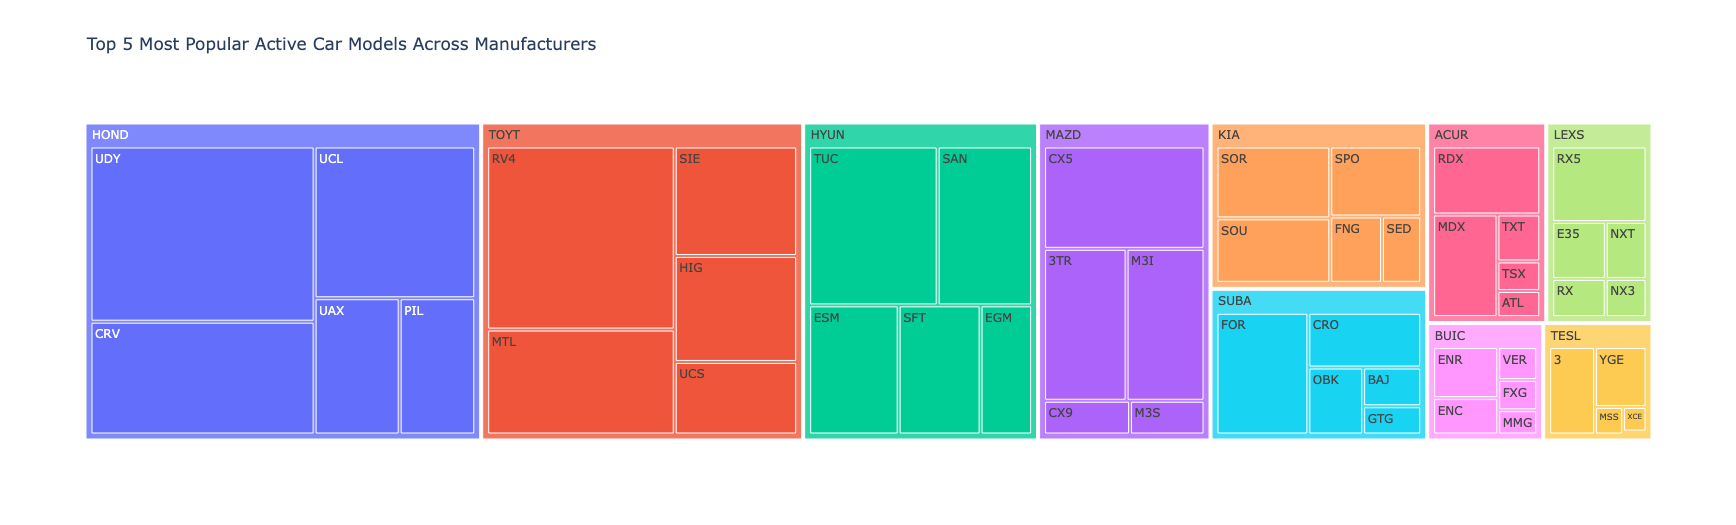 Top 5 Most Popular Active Car Models Across Manufacturers
HOND
UDY
UCL
CRV
UAX
PIL
TOYT
RV4
SIE
HIG
MTL
UCS
HYUN
TUC
SAN
ESM
SFT
EGM
MAZD
CX5
3TR
M3I
CX9
M3S
KIA
SOR
SPO
SOU
FNG
SED
SUBA
FOR
CRO
OBK
BAJ
GTG
ACUR
RDX
MDX
TXT
TSX
ATL
LEXS
RX5
E35
NXT
RX
NX3
BUIC
ENR
VER
FXG
ENC
MMG
TESL
3
YGE
MSS
XCE